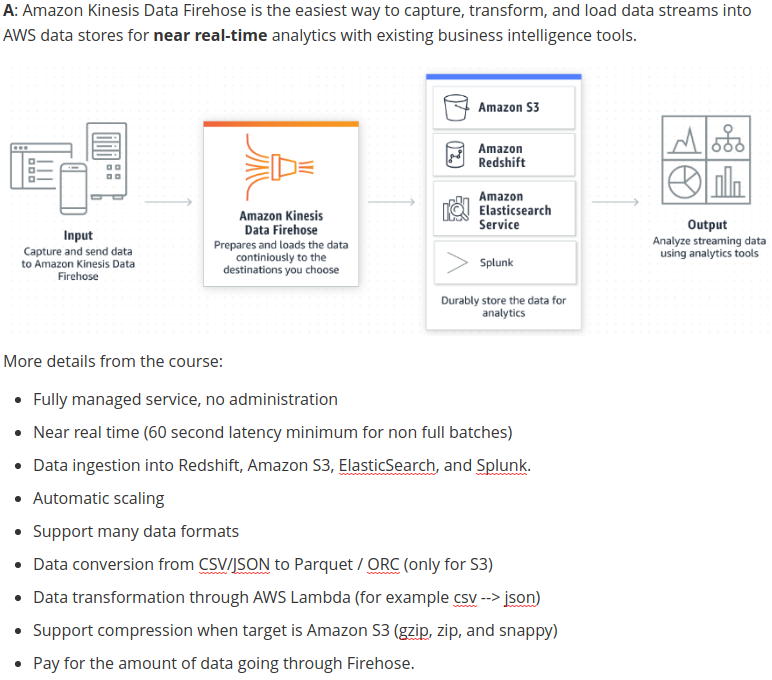 A: Amazon Kinesis Data Firehose is the easiest way to capture, transform, and load data streams into
AWS data stores for near real-time analytics with existing business intelligence tools.
Input
Capture and send data
to Amazon Kinesis Data
Firehose
Amazon Kinesis
Data Firehose
Prepares and loads the data
continiously to the
destinations you choose
Amazon S3
Amazon
Redshift
Amazon
Elasticsearch
Service
Splunk
Durably store the data for
analytics
Output
Analyze streaming data
using analytics tools
More details from the course:
• Fully managed service, no administration
• Near real time (60 second latency minimum for non full batches)
• Data ingestion into Redshift, Amazon S3, ElasticSearch, and Splunk.
• Automatic scaling
• Support many data formats
• Data conversion from CSV/JSON to Parquet / ORC (only for S3)
• Data transformation through AWS Lambda (for example csv --> json)
• Support compression when target is Amazon S3 (gzip, zip, and snappy)
• Pay for the amount of data going through Firehose.